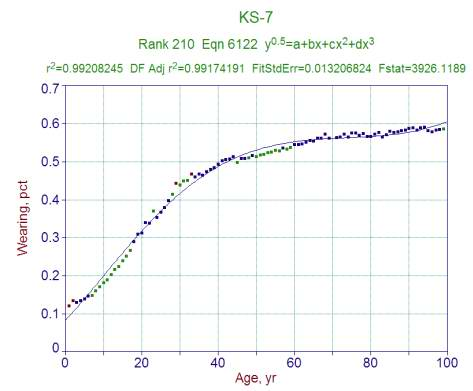 KS-7
Rank 210 Eqn 6122 y^0.5=a+bx+cx^2+dx^3
r^2=0.99208245 DF Adj r^2=0.99174191 FitStdErr=0.013206824 Fstat=3926.1189
0.7
0.6
0.5
0.4
0.3
0.2
0.1
0
Wearing, pct
0 20 40 60 80 100
Age, yr